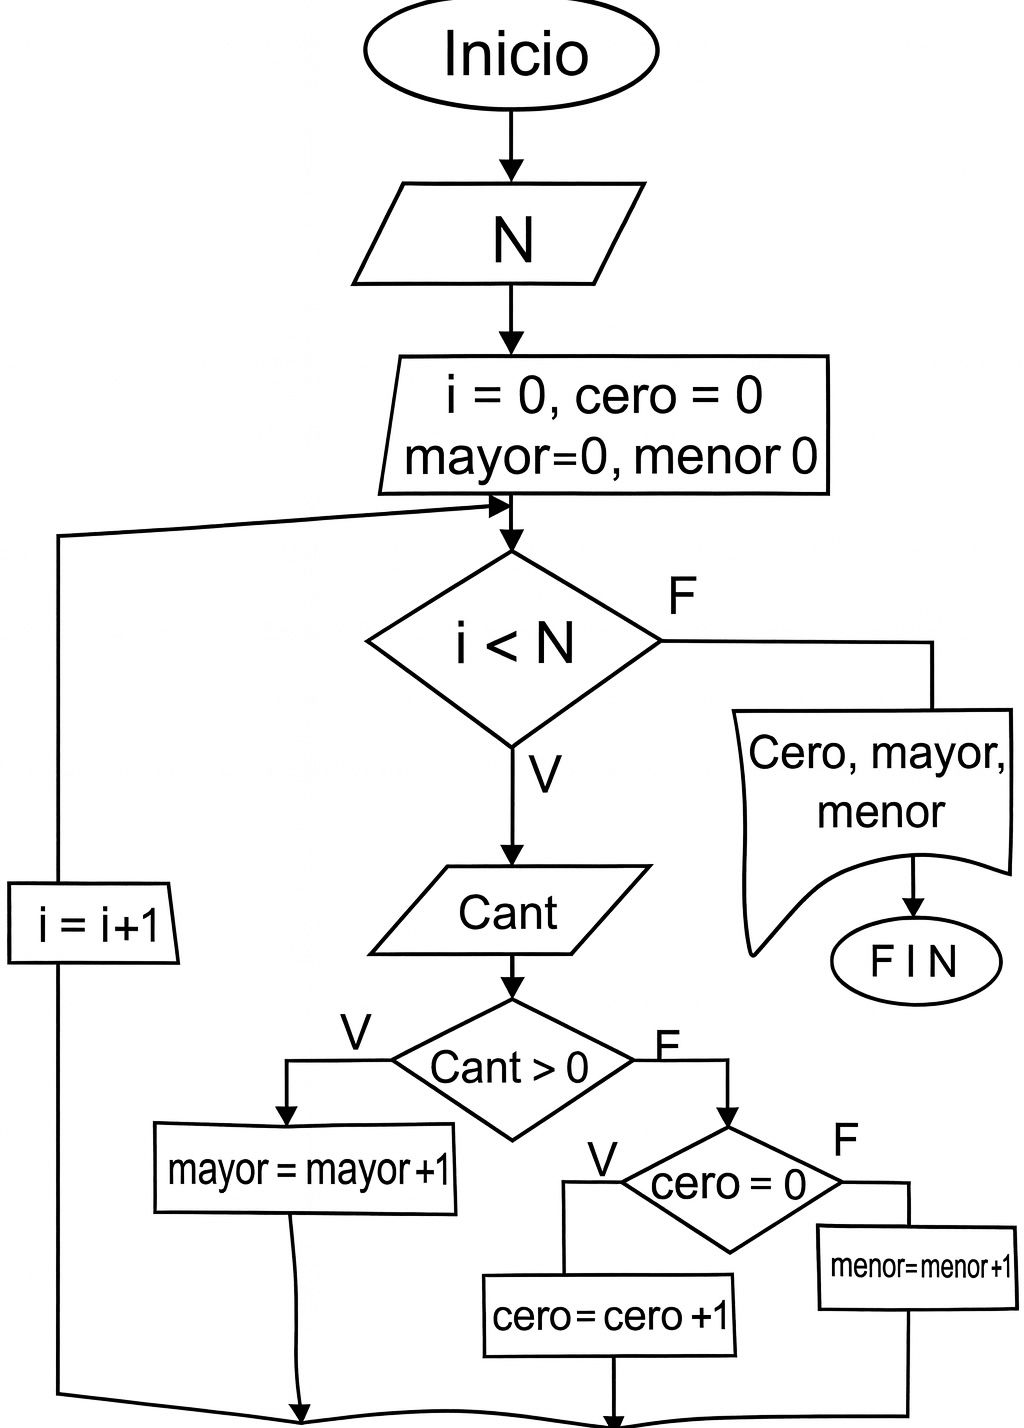 Inicio
N
i = 0, cero = 0
mayor=0, menor 0
i < N
F
V
Cero, mayor,
menor
Cant
i = i+1
F I N
V
Cant > 0
F
mayor = mayor +1
V
cero = 0
F
menor= menor +1
cero = cero +1